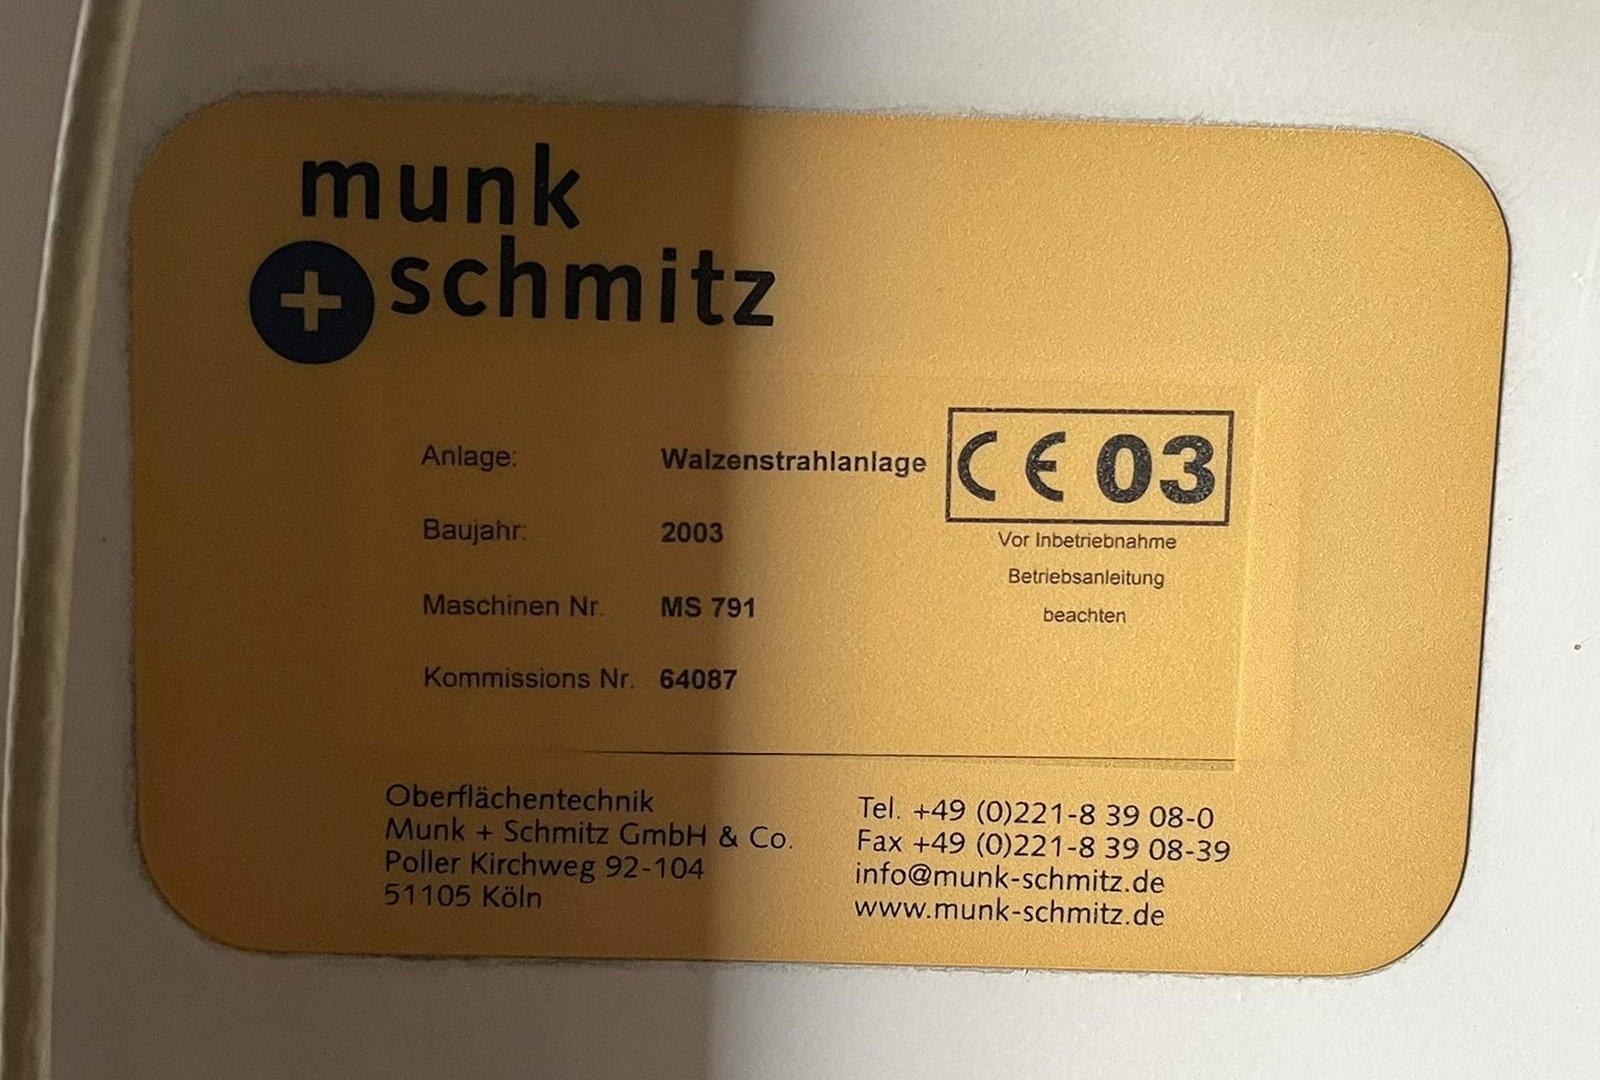 munk
+ schmitz
Anlage: Walzenstrahlanlage
CE 03
Baujahr: 2003
Vor Inbetriebnahme
Betriebsanleitung
beachten
Maschinen Nr. MS 791
Kommissions Nr. 64087
Oberflächentechnik
Munk + Schmitz GmbH & Co.
Poller Kirchweg 92-104
51105 Köln
Tel. +49 (0)221-8 39 08-0
Fax +49 (0)221-8 39 08-39
info@munk-schmitz.de
www.munk-schmitz.de